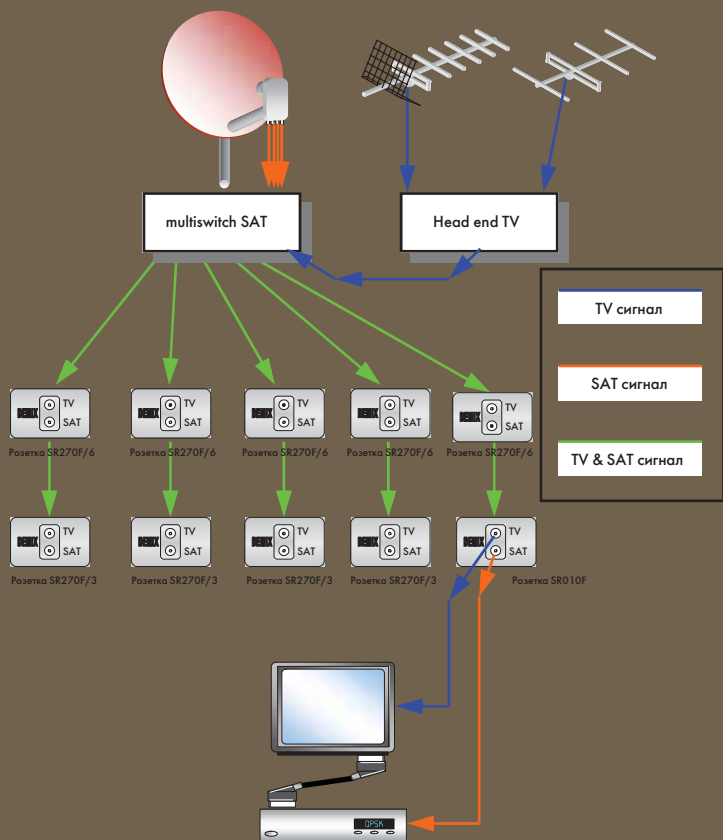 multiswitch SAT
Head end TV
TV сигнал
SAT сигнал
TV & SAT сигнал
TV
SAT
TV
SAT
TV
SAT
TV
SAT
TV
SAT
Розетка SR270F/6
Розетка SR270F/6
Розетка SR270F/6
Розетка SR270F/6
Розетка SR270F/6
TV
SAT
TV
SAT
TV
SAT
TV
SAT
TV
SAT
Розетка SR270F/3
Розетка SR270F/3
Розетка SR270F/3
Розетка SR270F/3
Розетка SR010F
QPSK